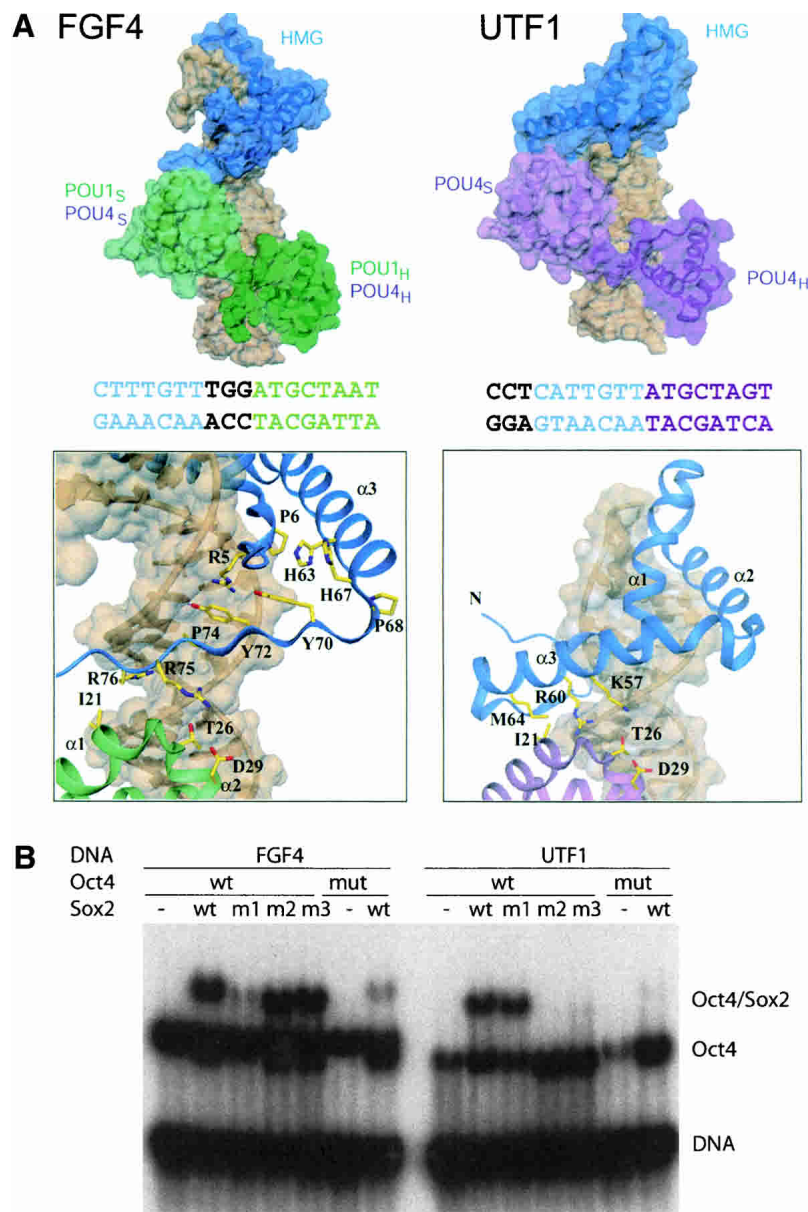 A FGF4 UTF1
HMG
HMG
POU1S
POU4S
POU4S
POU1H
POU4H
POU4H
CTTTGTTTGGATGCTAAT
GAAACAAACCTACGATTA
CCTCATTGTTATGCTAGT
GGAGTAACAATACGATCA
α3
P6
R5
H63
H67
P68
P74
Y72
Y70
R76
R75
I21
T26
α1
D29
α2
α1
α2
N
α3
K57
R60
M64
I21
T26
D29
B DNA FGF4 UTF1
Oct4 wt mut wt mut
Sox2 - wt m1 m2 m3 - wt - wt m1 m2 m3 - wt
Oct4/Sox2
Oct4
DNA